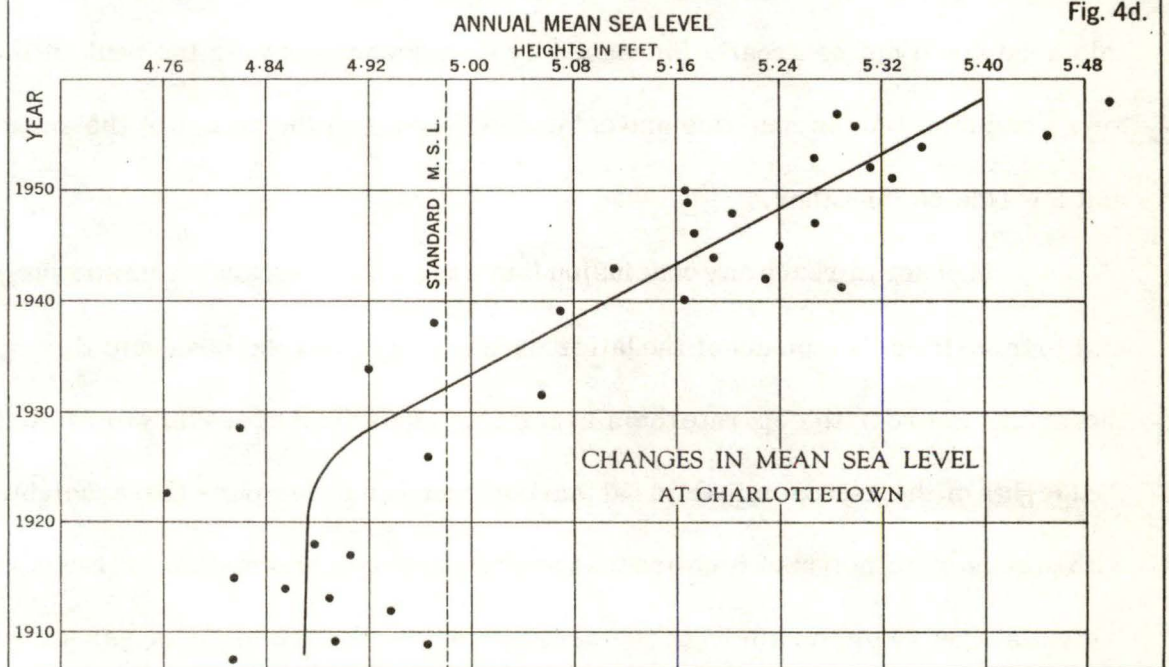 Fig. 4d.
ANNUAL MEAN SEA LEVEL
HEIGHTS IN FEET
4·76 4·84 4·92 5·00 5·08 5·16 5·24 5·32 5·40 5·48
YEAR
STANDARD M. S. L.
1950
1940
1930
CHANGES IN MEAN SEA LEVEL
AT CHARLOTTETOWN
1920
1910